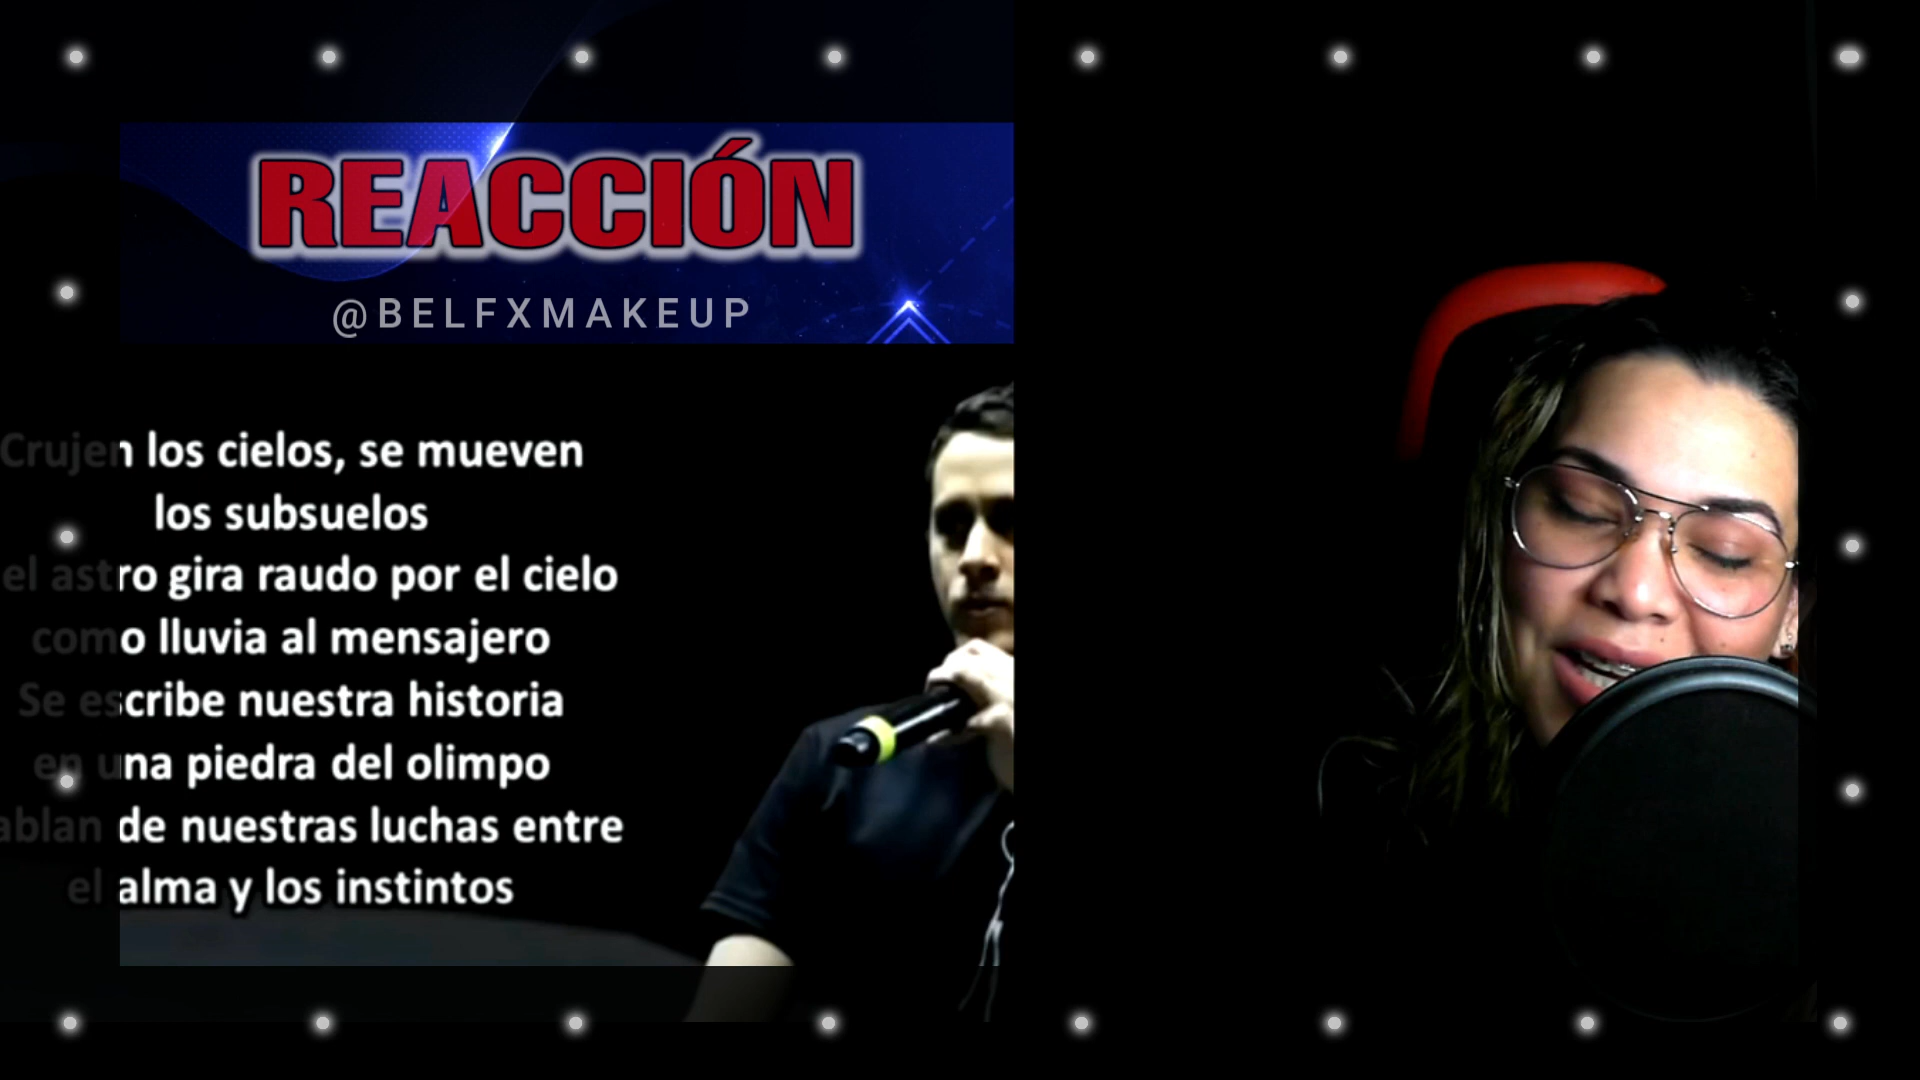 REACCIÓN
@BELFXMAKEUP
Crujen los cielos, se mueven
los subsuelos
el astro gira raudo por el cielo
como lluvia al mensajero
Se escribe nuestra historia
en una piedra del olimpo
ablan de nuestras luchas entre
el alma y los instintos